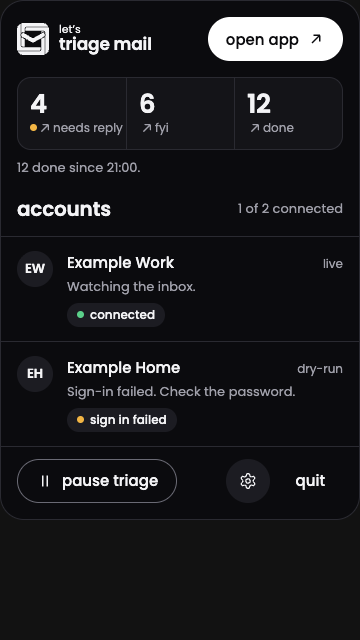 let's
triage mail
open app ↗
4
↗ needs reply
6
↗ fyi
12
↗ done
12 done since 21:00.
accounts
1 of 2 connected
EW
Example Work
live
Watching the inbox.
connected
EH
Example Home
dry-run
Sign-in failed. Check the password.
sign in failed
pause triage
quit